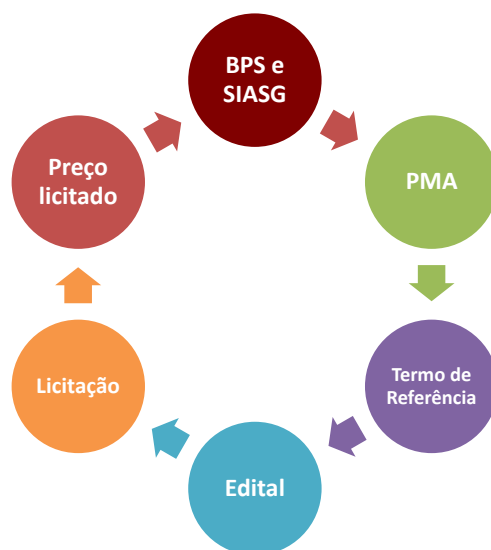 BPS e
SIASG
PMA
Termo de
Referência
Edital
Licitação
Preço
licitado